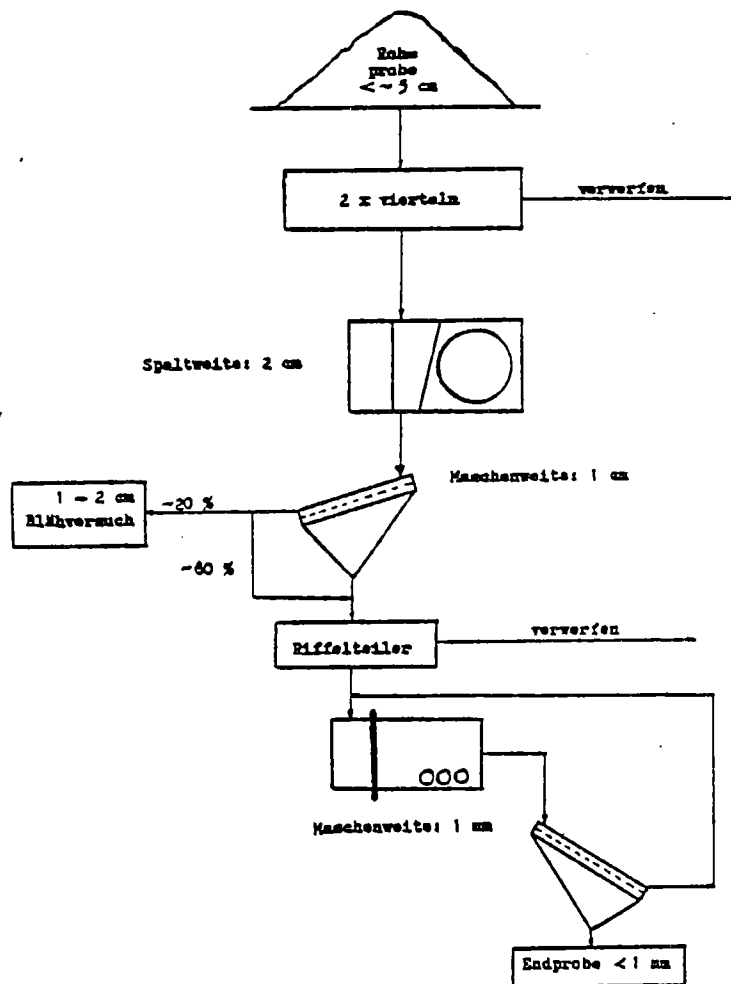 Rohm
probe
<~5 cm
2 x vierteln
verwerfen
Spaltweite: 2 cm
Maschenweite: 1 cm
1 - 2 cm
Blähversuch
~20 %
~80 %
Riffelteiler
verwerfen
Maschenweite: 1 mm
Endprobe <1 mm